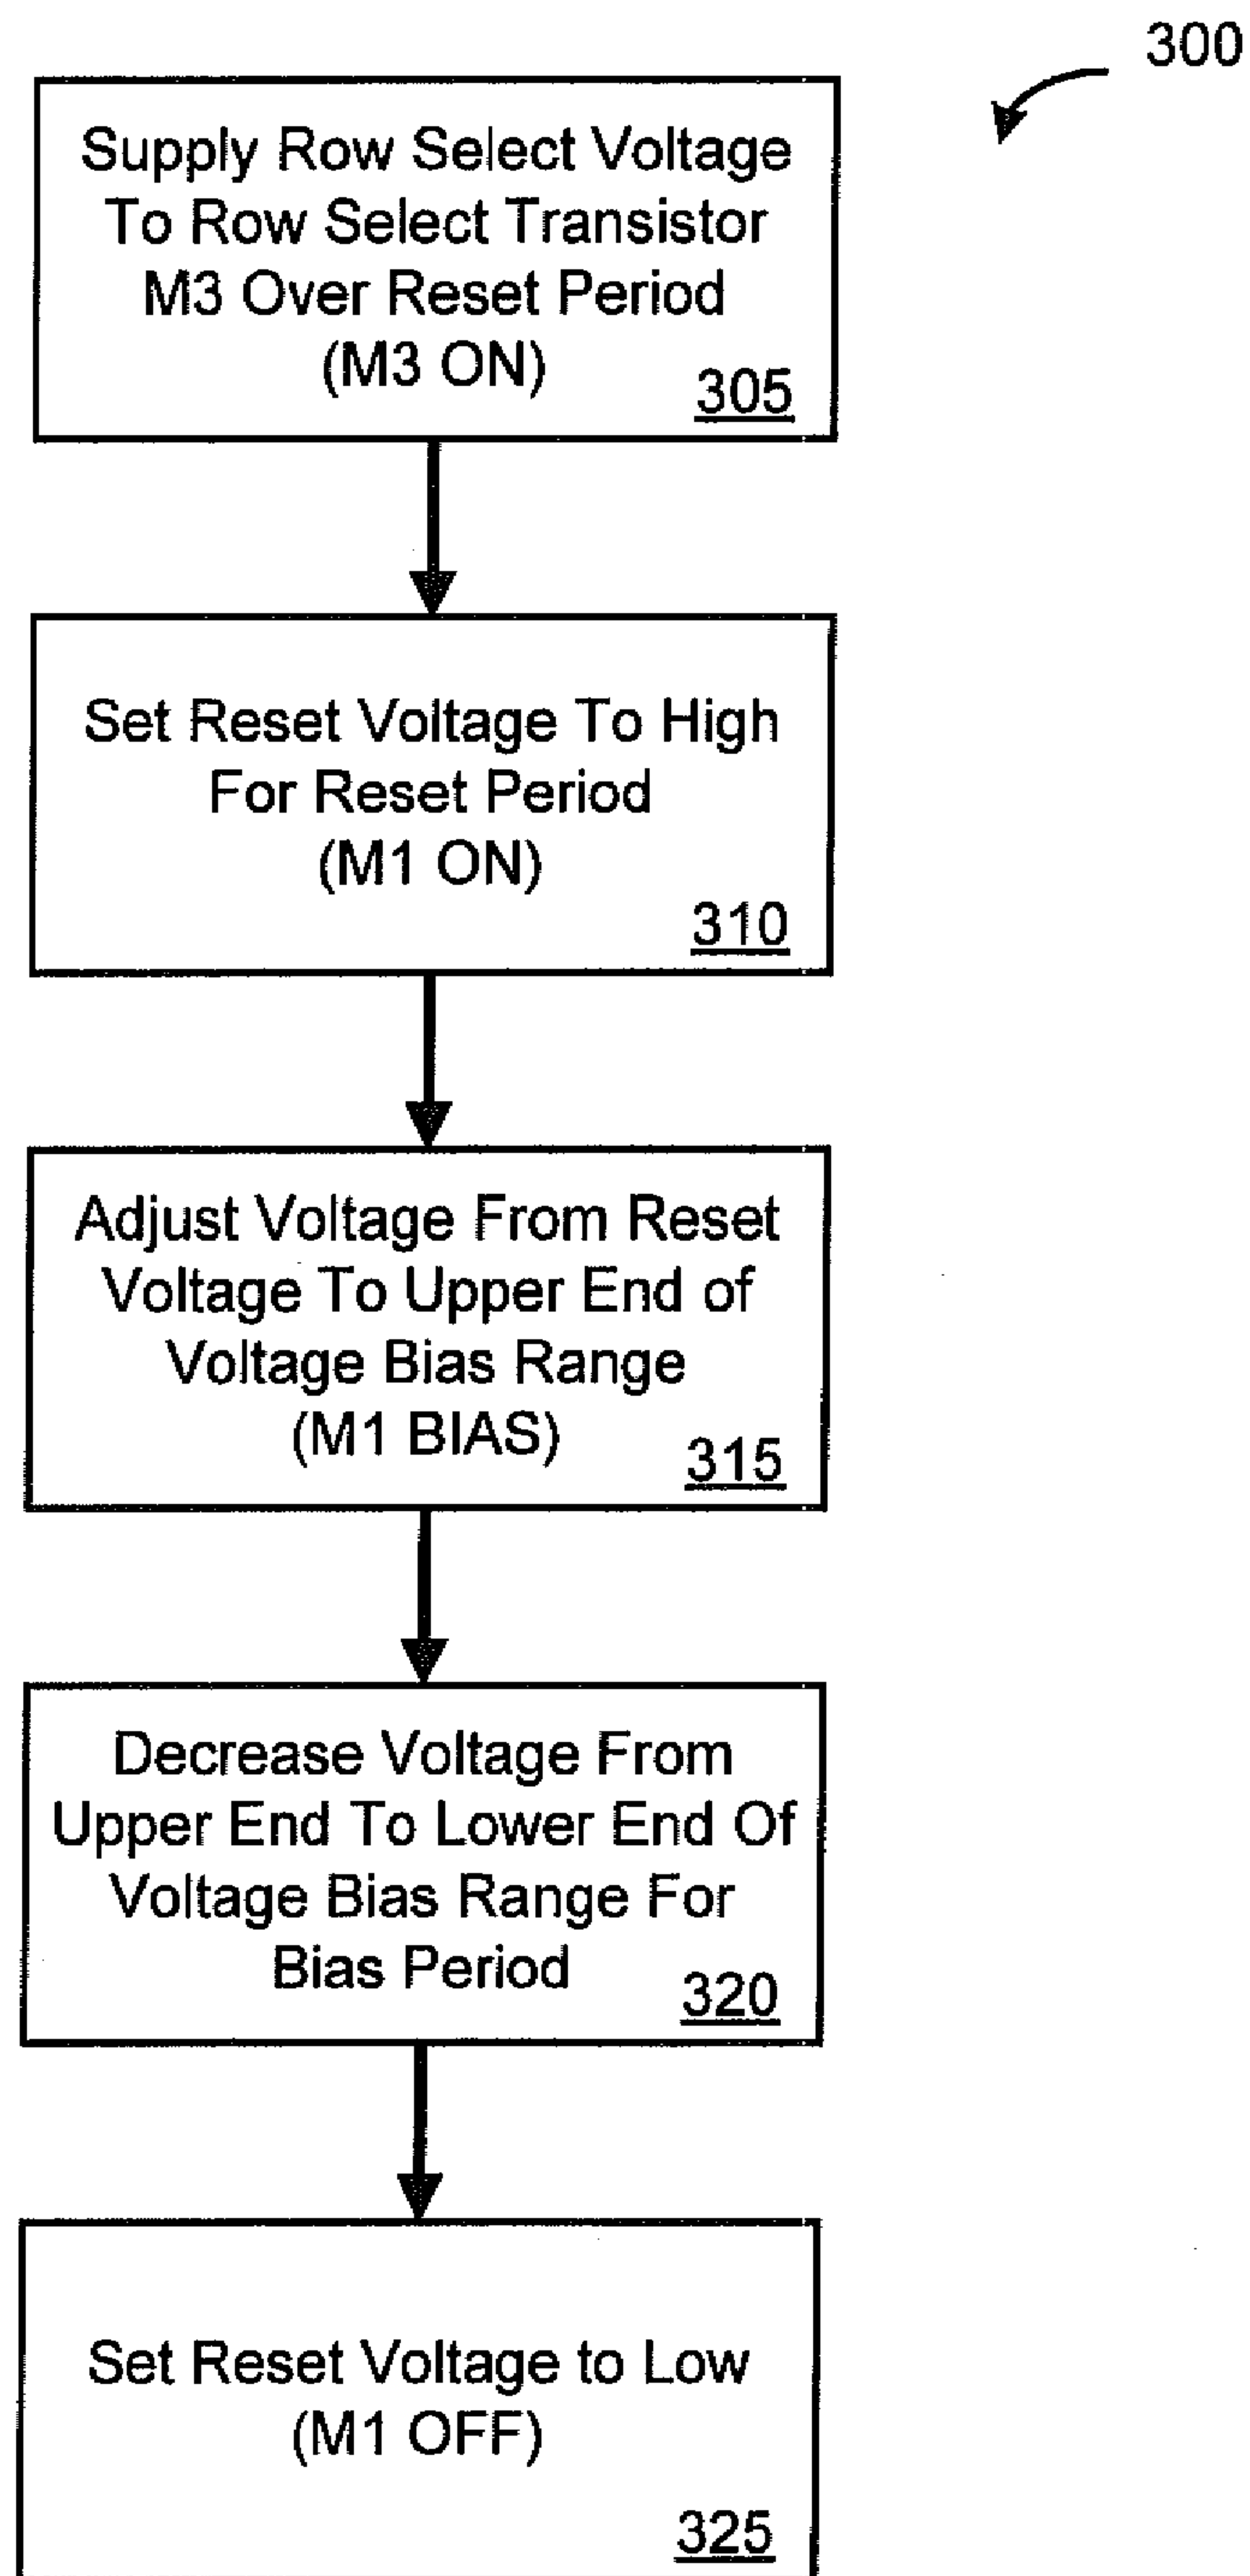 300
Supply Row Select Voltage
To Row Select Transistor
M3 Over Reset Period
(M3 ON)
305
Set Reset Voltage To High
For Reset Period
(M1 ON)
310
Adjust Voltage From Reset
Voltage To Upper End of
Voltage Bias Range
(M1 BIAS)
315
Decrease Voltage From
Upper End To Lower End Of
Voltage Bias Range For
Bias Period
320
Set Reset Voltage to Low
(M1 OFF)
325